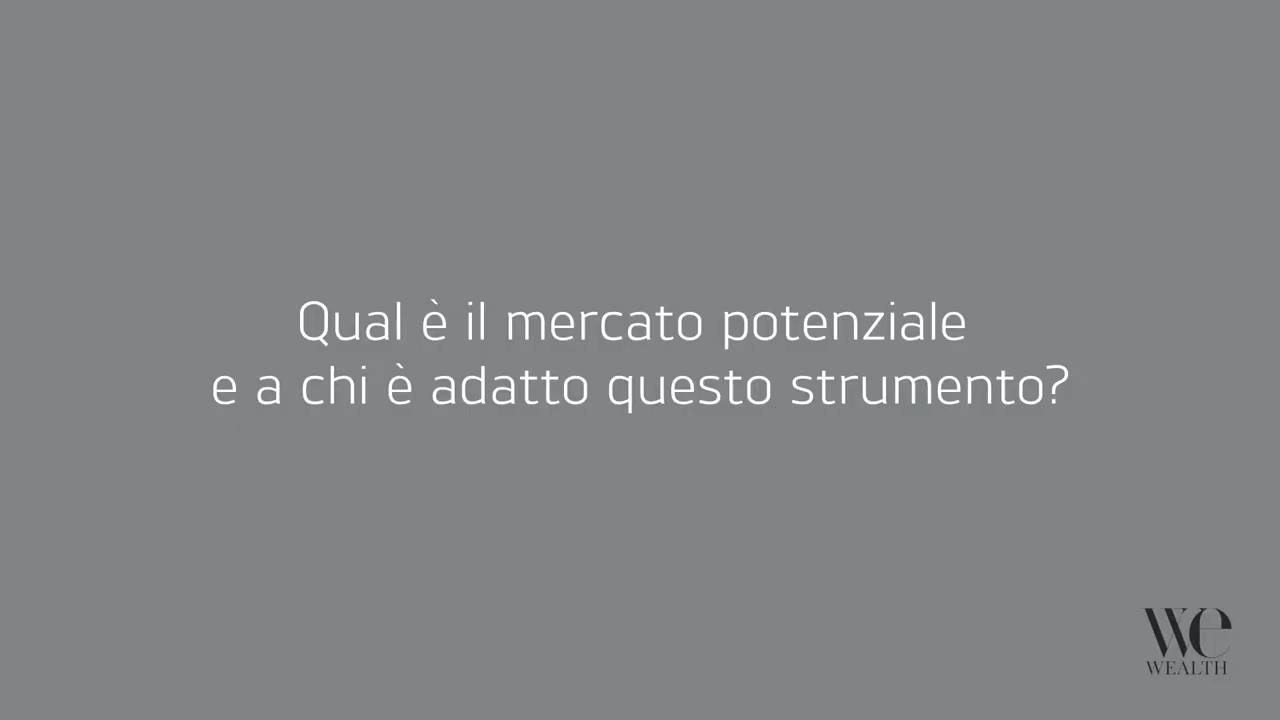 Qual è il mercato potenziale
e a chi è adatto questo strumento?
We
WEALTH